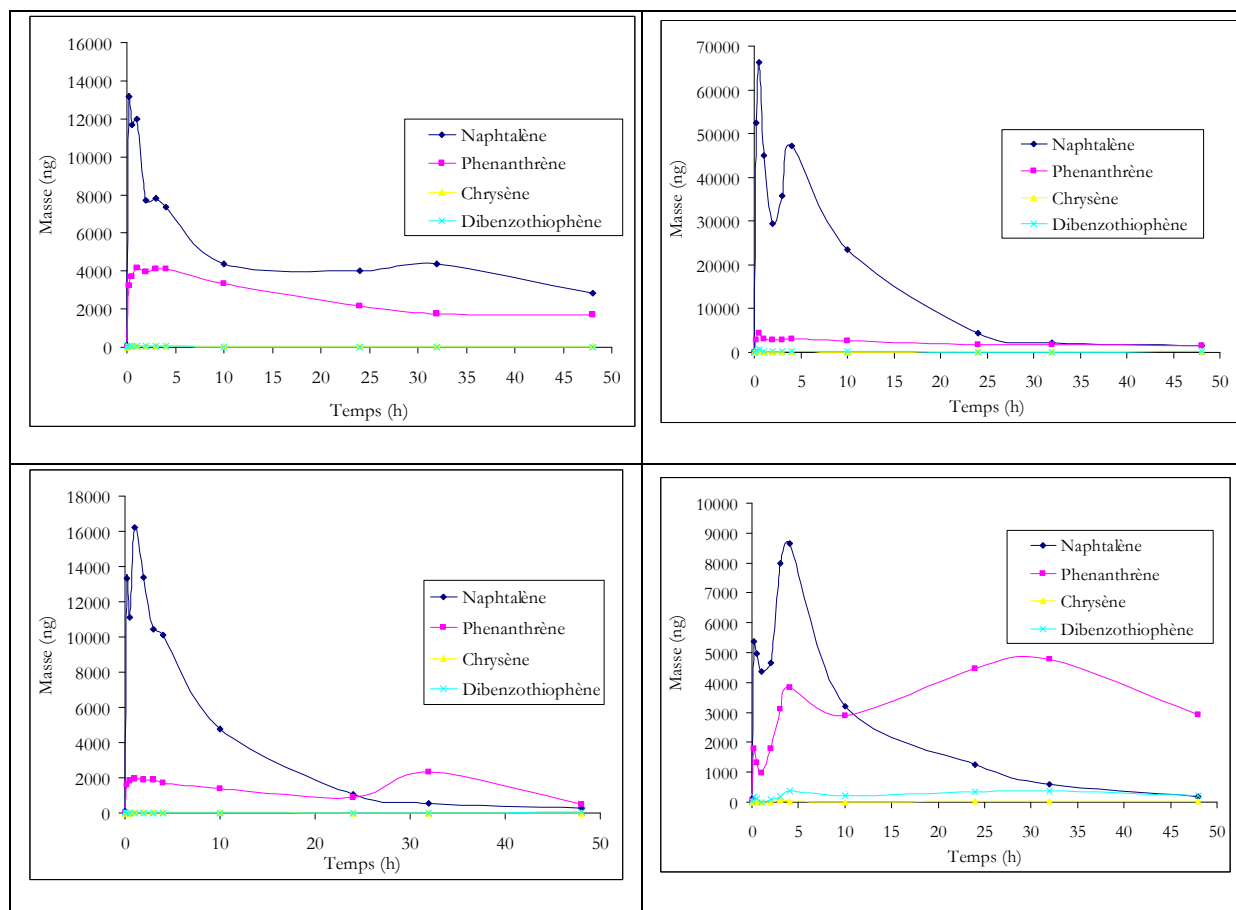 16000
14000
12000
10000
8000
6000
4000
2000
0
Masse (ng)
0 5 10 15 20 25 30 35 40 45 50
Temps (h)
Naphtalène
Phenanthrène
Chrysène
Dibenzothiophène
70000
60000
50000
40000
30000
20000
10000
0
Masse (ng)
0 5 10 15 20 25 30 35 40 45 50
Temps (h)
Naphtalène
Phenanthrène
Chrysène
Dibenzothiophène
18000
16000
14000
12000
10000
8000
6000
4000
2000
0
Masse (ng)
0 10 20 30 40 50
Temps (h)
Naphtalène
Phenanthrène
Chrysène
Dibenzothiophène
10000
9000
8000
7000
6000
5000
4000
3000
2000
1000
0
Masse (ng)
0 5 10 15 20 25 30 35 40 45 50
Temps (h)
Naphtalène
Phenanthrène
Chrysène
Dibenzothiophène